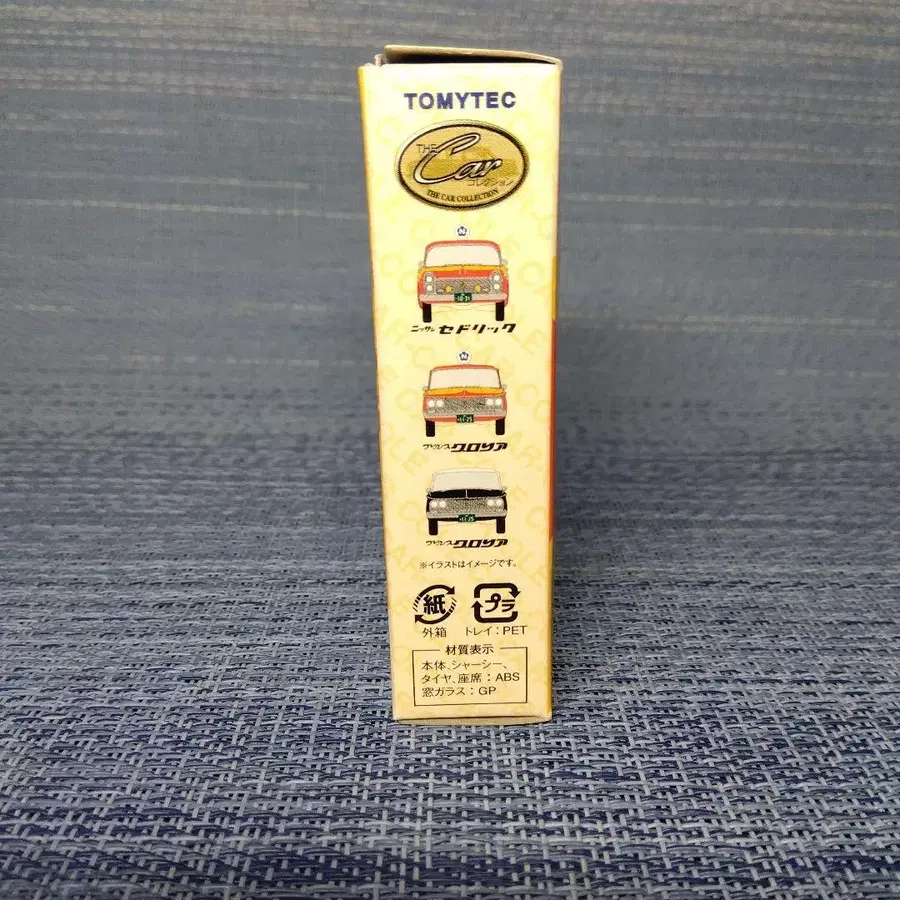 TOMYTEC
THE Car
コレクション
THE CAR COLLECTION
ニッサン セドリック
プリンス グロリア
プリンス グロリア
※イラストはイメージです。
紙
プラ
外箱
トレイ：PET
材質表示
本体、シャーシー、
タイヤ、座席：ABS
窓ガラス：GP